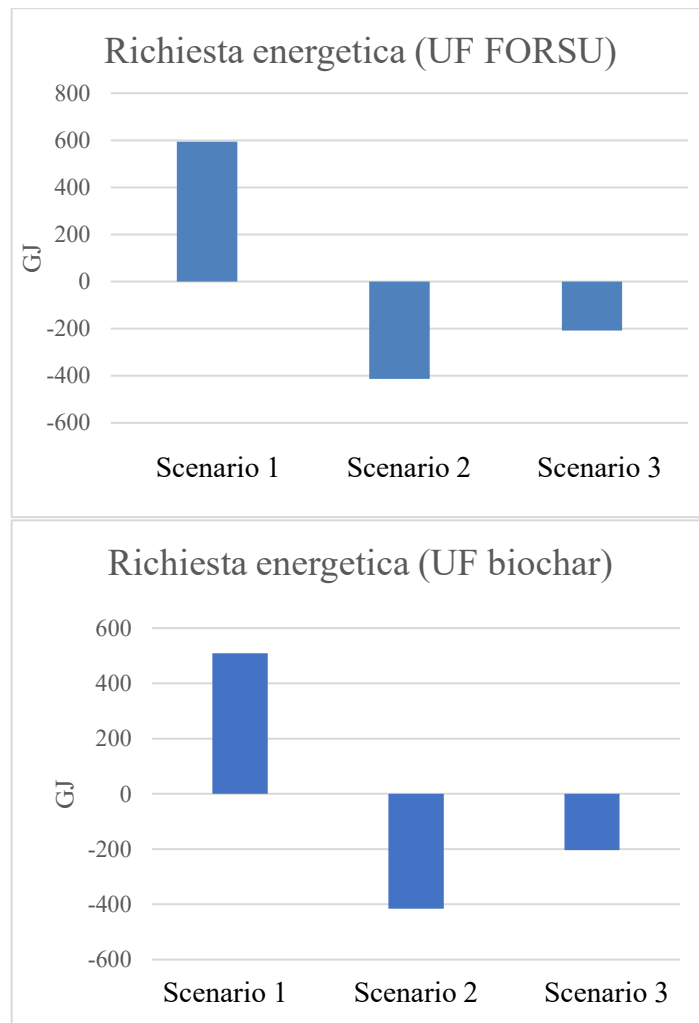 Richiesta energetica (UF FORSU)
800
600
400
200
0
-200
-400
-600
GJ
Scenario 1 Scenario 2 Scenario 3
Richiesta energetica (UF biochar)
600
400
200
0
-200
-400
-600
GJ
Scenario 1 Scenario 2 Scenario 3